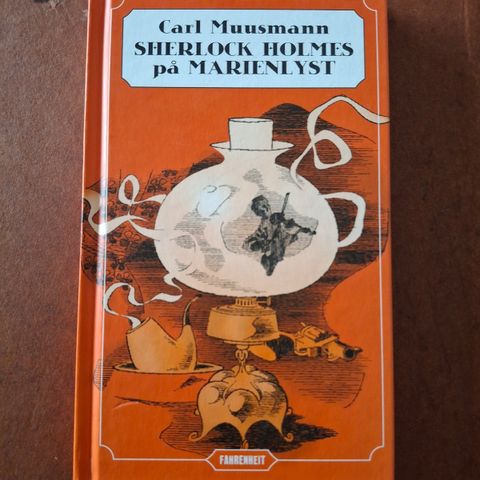 Carl Muusmann
SHERLOCK HOLMES
på MARIENLYST
FAHRENHEIT